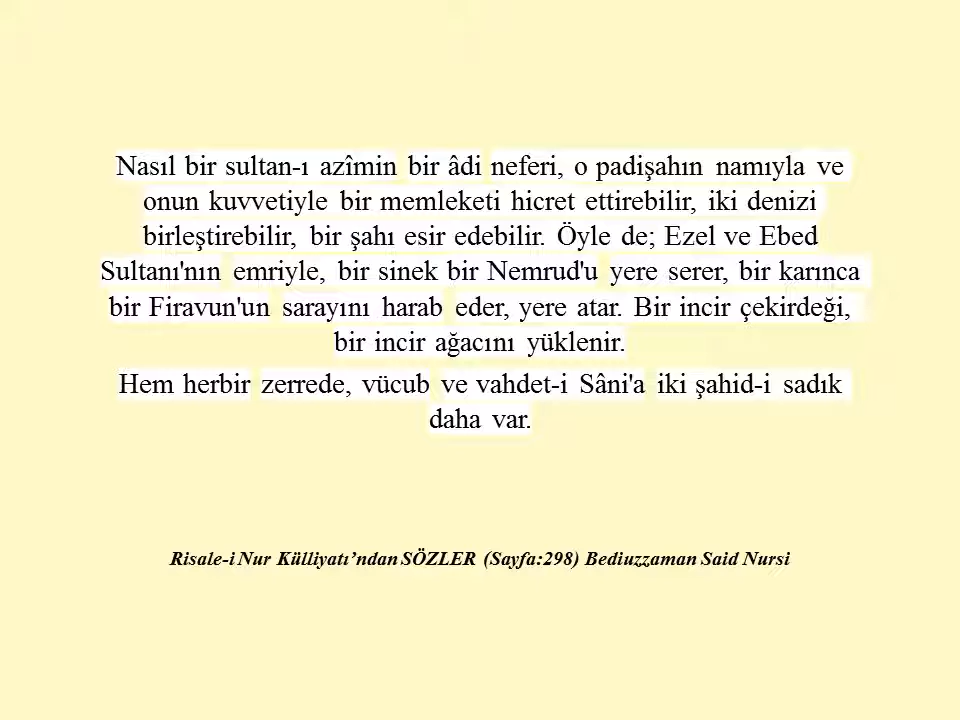 Nasıl bir sultan-ı azîmin bir âdi neferi, o padişahın namıyla ve
onun kuvvetiyle bir memleketi hicret ettirebilir, iki denizi
birleştirebilir, bir şahı esir edebilir. Öyle de; Ezel ve Ebed
Sultanı'nın emriyle, bir sinek bir Nemrud'u yere serer, bir karınca
bir Firavun'un sarayını harab eder, yere atar. Bir incir çekirdeği,
bir incir ağacını yüklenir.
Hem herbir zerrede, vücub ve vahdet-i Sâni'a iki şahid-i sadık
daha var.
Risale-i Nur Külliyatı’ndan SÖZLER (Sayfa:298) Bediuzzaman Said Nursi